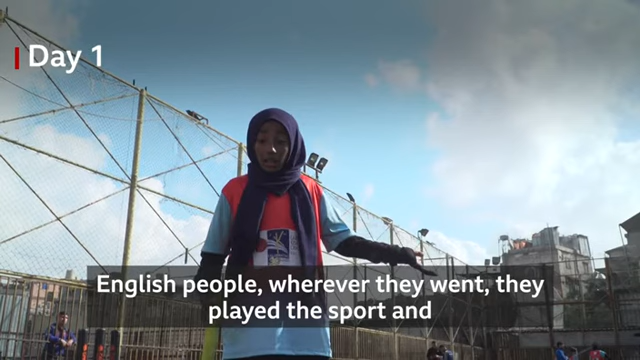 Day 1
English people, wherever they went, they
played the sport and